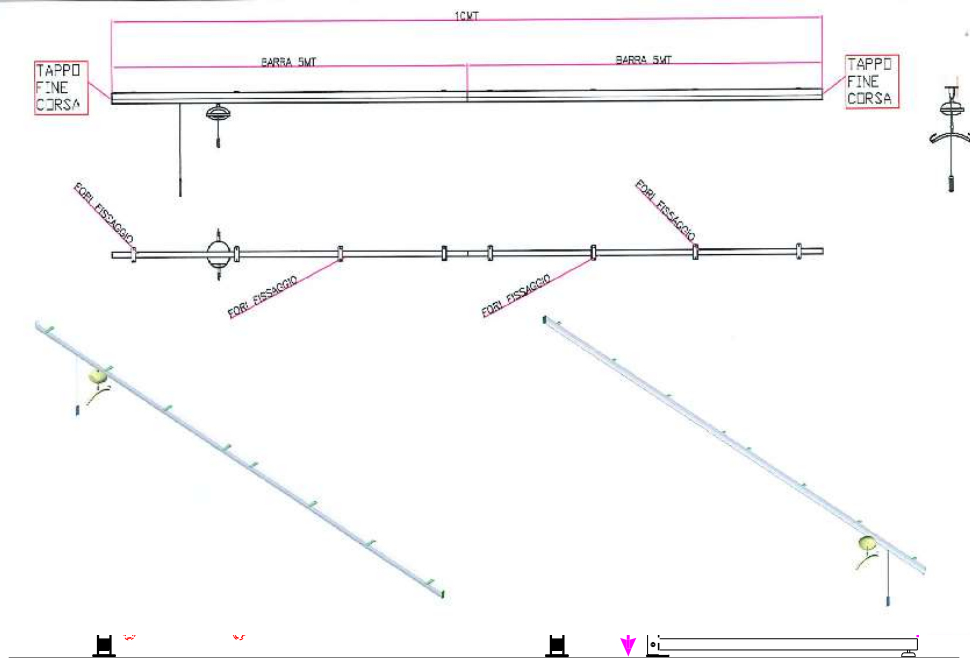 10MT
BARRA 5MT
BARRA 5MT
TAPPO
FINE
CORSA
TAPPO
FINE
CORSA
FORI FISSAGGIO
FORI FISSAGGIO
FORI FISSAGGIO
FORI FISSAGGIO